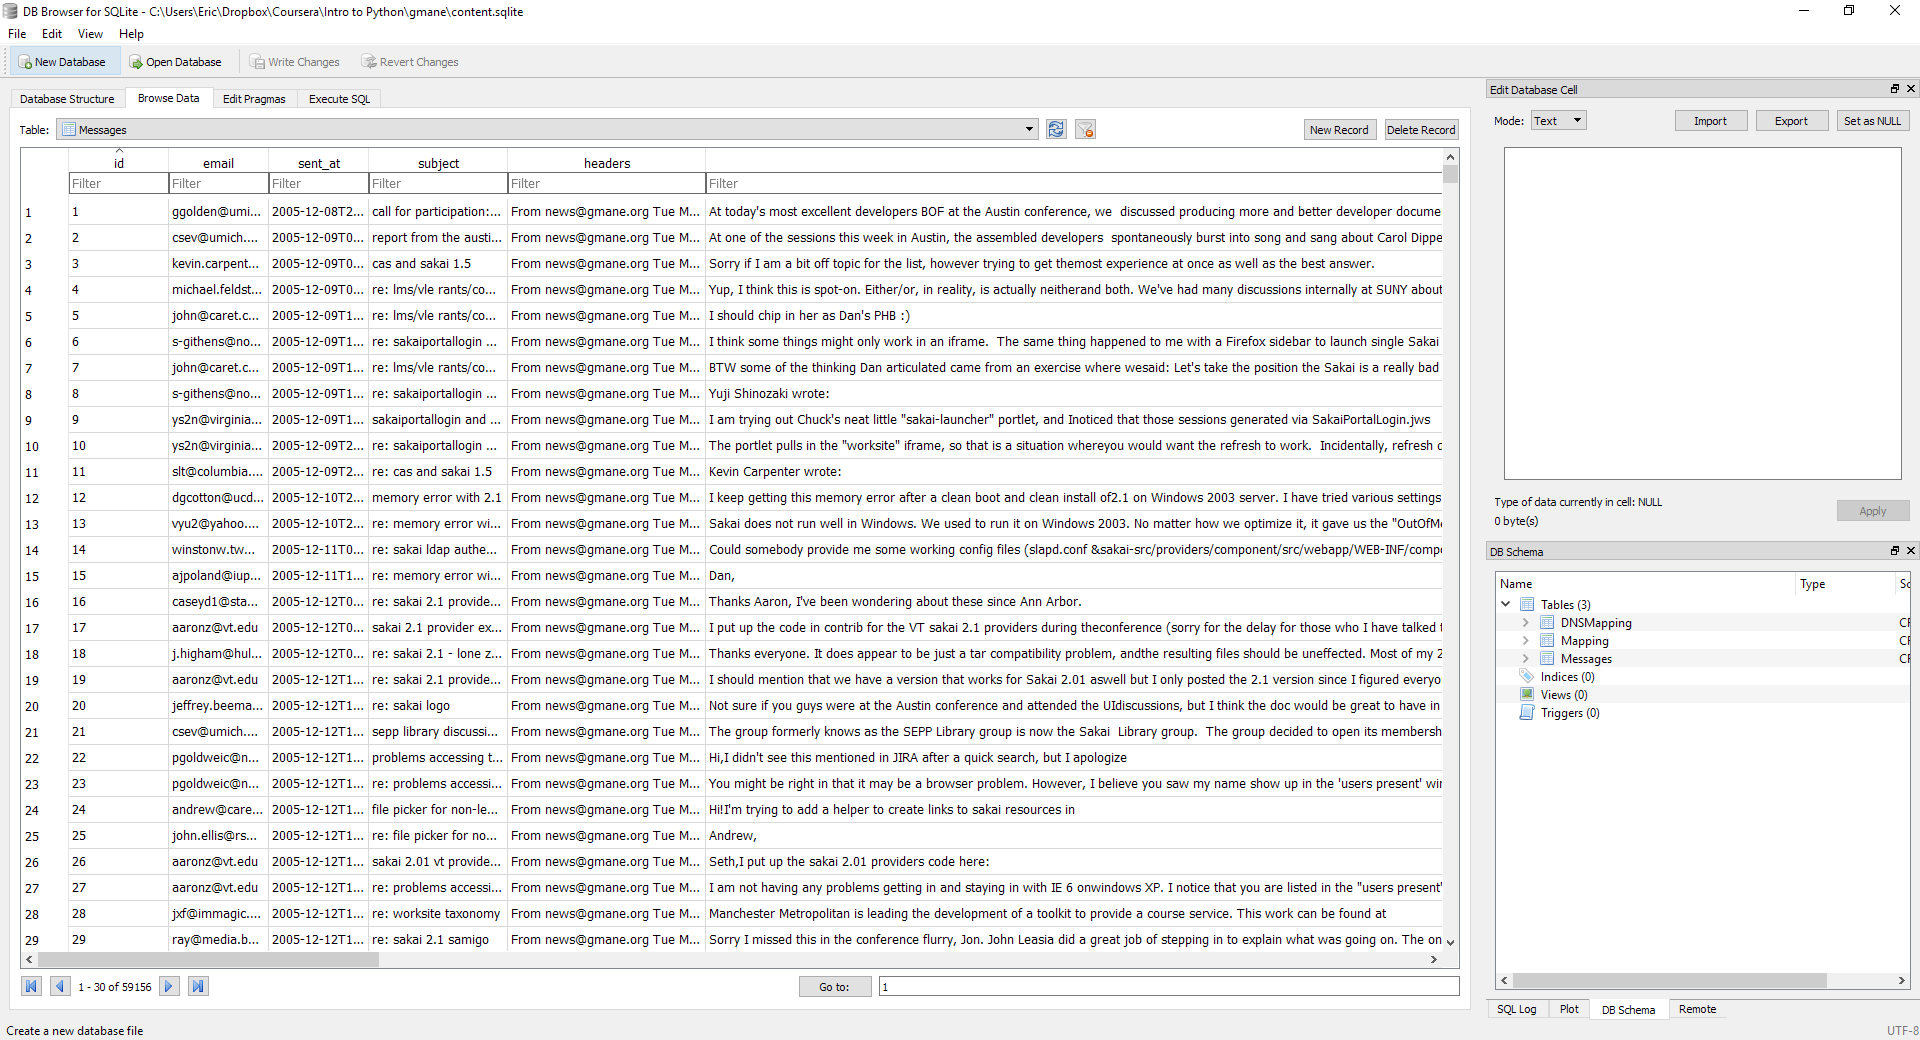 DB Browser for SQLite - C:\Users\Eric\Dropbox\Coursera\Intro to Python\gmane\content.sqlite
File Edit View Help
New Database Open Database Write Changes Revert Changes
Database Structure Browse Data Edit Pragmas Execute SQL
Table: Messages New Record Delete Record
id email sent_at subject headers
Filter Filter Filter Filter Filter Filter
1 1 ggolden@umi... 2005-12-08T2... call for participation:... From news@gmane.org Tue M... At today's most excellent developers BOF at the Austin conference, we  discussed producing more and better developer docume
2 2 csev@umich.... 2005-12-09T0... report from the austi... From news@gmane.org Tue M... At one of the sessions this week in Austin, the assembled developers  spontaneously burst into song and sang about Carol Dippe
3 3 kevin.carpent... 2005-12-09T0... cas and sakai 1.5 From news@gmane.org Tue M... Sorry if I am a bit off topic for the list, however trying to get themost experience at once as well as the best answer.
4 4 michael.feldst... 2005-12-09T0... re: lms/vle rants/co... From news@gmane.org Tue M... Yup, I think this is spot-on. Either/or, in reality, is actually neitherand both. We've had many discussions internally at SUNY about
5 5 john@caret.c... 2005-12-09T1... re: lms/vle rants/co... From news@gmane.org Tue M... I should chip in her as Dan's PHB :)
6 6 s-githens@no... 2005-12-09T1... re: sakaiportallogin ... From news@gmane.org Tue M... I think some things might only work in an iframe.  The same thing happened to me with a Firefox sidebar to launch single Sakai
7 7 john@caret.c... 2005-12-09T1... re: lms/vle rants/co... From news@gmane.org Tue M... BTW some of the thinking Dan articulated came from an exercise where wesaid: Let's take the position the Sakai is a really bad
8 8 s-githens@no... 2005-12-09T1... re: sakaiportallogin ... From news@gmane.org Tue M... Yuji Shinozaki wrote:
9 9 ys2n@virginia... 2005-12-09T1... sakaiportallogin and ... From news@gmane.org Tue M... I am trying out Chuck's neat little "sakai-launcher" portlet, and Inoticed that those sessions generated via SakaiPortalLogin.jws
10 10 ys2n@virginia... 2005-12-09T2... re: sakaiportallogin ... From news@gmane.org Tue M... The portlet pulls in the "worksite" iframe, so that is a situation whereyou would want the refresh to work.  Incidentally, refresh
11 11 slt@columbia.... 2005-12-09T2... re: cas and sakai 1.5 From news@gmane.org Tue M... Kevin Carpenter wrote:
12 12 dgcotton@ucd... 2005-12-10T2... memory error with 2.1 From news@gmane.org Tue M... I keep getting this memory error after a clean boot and clean install of2.1 on Windows 2003 server. I have tried various settings
13 13 vyu2@yahoo.... 2005-12-10T2... re: memory error wi... From news@gmane.org Tue M... Sakai does not run well in Windows. We used to run it on Windows 2003. No matter how we optimize it, it gave us the "OutOfMe
14 14 winstonw.tw... 2005-12-11T0... re: sakai ldap authe... From news@gmane.org Tue M... Could somebody provide me some working config files (slapd.conf &sakai-src/providers/component/src/webapp/WEB-INF/compo
15 15 ajpoland@iup... 2005-12-11T1... re: memory error wi... From news@gmane.org Tue M... Dan,
16 16 caseyd1@sta... 2005-12-12T0... re: sakai 2.1 provide... From news@gmane.org Tue M... Thanks Aaron, I've been wondering about these since Ann Arbor.
17 17 aaronz@vt.edu 2005-12-12T0... sakai 2.1 provider ex... From news@gmane.org Tue M... I put up the code in contrib for the VT sakai 2.1 providers during theconference (sorry for the delay for those who I have talked t
18 18 j.higham@hul... 2005-12-12T0... re: sakai 2.1 - lone z... From news@gmane.org Tue M... Thanks everyone. It does appear to be just a tar compatibility problem, andthe resulting files should be uneffected. Most of my 2
19 19 aaronz@vt.edu 2005-12-12T1... re: sakai 2.1 provide... From news@gmane.org Tue M... I should mention that we have a version that works for Sakai 2.01 aswell but I only posted the 2.1 version since I figured everyo
20 20 jeffrey.beema... 2005-12-12T1... re: sakai logo From news@gmane.org Tue M... Not sure if you guys were at the Austin conference and attended the UIdiscussions, but I think the doc would be great to have in
21 21 csev@umich.... 2005-12-12T1... sepp library discussi... From news@gmane.org Tue M... The group formerly knows as the SEPP Library group is now the Sakai  Library group.  The group decided to open its membersh
22 22 pgoldweic@n... 2005-12-12T1... problems accessing t... From news@gmane.org Tue M... Hi,I didn't see this mentioned in JIRA after a quick search, but I apologize
23 23 pgoldweic@n... 2005-12-12T1... re: problems accessi... From news@gmane.org Tue M... You might be right in that it may be a browser problem. However, I believe you saw my name show up in the 'users present' win
24 24 andrew@care... 2005-12-12T1... file picker for non-le... From news@gmane.org Tue M... Hi!I'm trying to add a helper to create links to sakai resources in
25 25 john.ellis@rs... 2005-12-12T1... re: file picker for no... From news@gmane.org Tue M... Andrew,
26 26 aaronz@vt.edu 2005-12-12T1... sakai 2.01 vt provide... From news@gmane.org Tue M... Seth,I put up the sakai 2.01 providers code here:
27 27 aaronz@vt.edu 2005-12-12T1... re: problems accessi... From news@gmane.org Tue M... I am not having any problems getting in and staying in with IE 6 onwindows XP. I notice that you are listed in the "users present"
28 28 jxf@immagic.... 2005-12-12T1... re: worksite taxonomy From news@gmane.org Tue M... Manchester Metropolitan is leading the development of a toolkit to provide a course service. This work can be found at
29 29 ray@media.b... 2005-12-12T1... re: sakai 2.1 samigo From news@gmane.org Tue M... Sorry I missed this in the conference flurry, Jon. John Leasia did a great job of stepping in to explain what was going on. The on
1 - 30 of 59156 Go to: 1
Create a new database file
Edit Database Cell
Mode: Text Import Export Set as NULL
Type of data currently in cell: NULL
0 byte(s)
Apply
DB Schema
Name Type Sc
Tables (3)
DNSMapping CF
Mapping CF
Messages CF
Indices (0)
Views (0)
Triggers (0)
SQL Log Plot DB Schema Remote
UTF-8